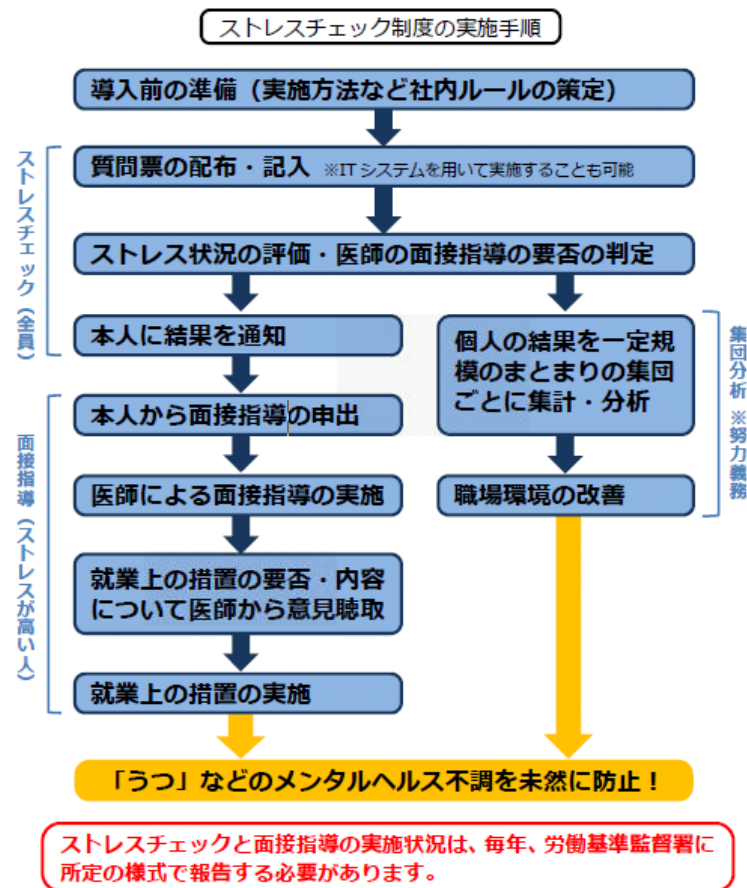 ストレスチェック制度の実施手順
導入前の準備（実施方法など社内ルールの策定）
ストレスチェック（全員）
質問票の配布・記入 ※ITシステムを用いて実施することも可能
ストレス状況の評価・医師の面接指導の要否の判定
本人に結果を通知
面接指導（ストレスが高い人）
本人から面接指導の申出
医師による面接指導の実施
就業上の措置の要否・内容
について医師から意見聴取
就業上の措置の実施
集団分析 ※努力義務
個人の結果を一定規
模のまとまりの集団
ごとに集計・分析
職場環境の改善
「うつ」などのメンタルヘルス不調を未然に防止！
ストレスチェックと面接指導の実施状況は、毎年、労働基準監督署に
所定の様式で報告する必要があります。